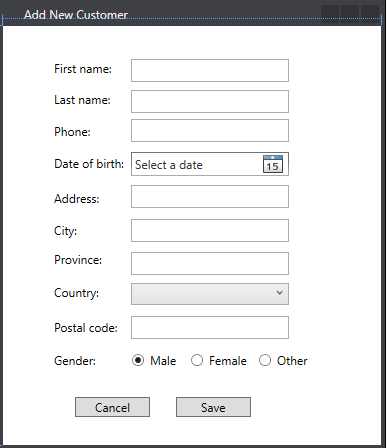 Add New Customer
First name:
Last name:
Phone:
Date of birth: Select a date 15
Address:
City:
Province:
Country:
Postal code:
Gender: Male Female Other
Cancel Save